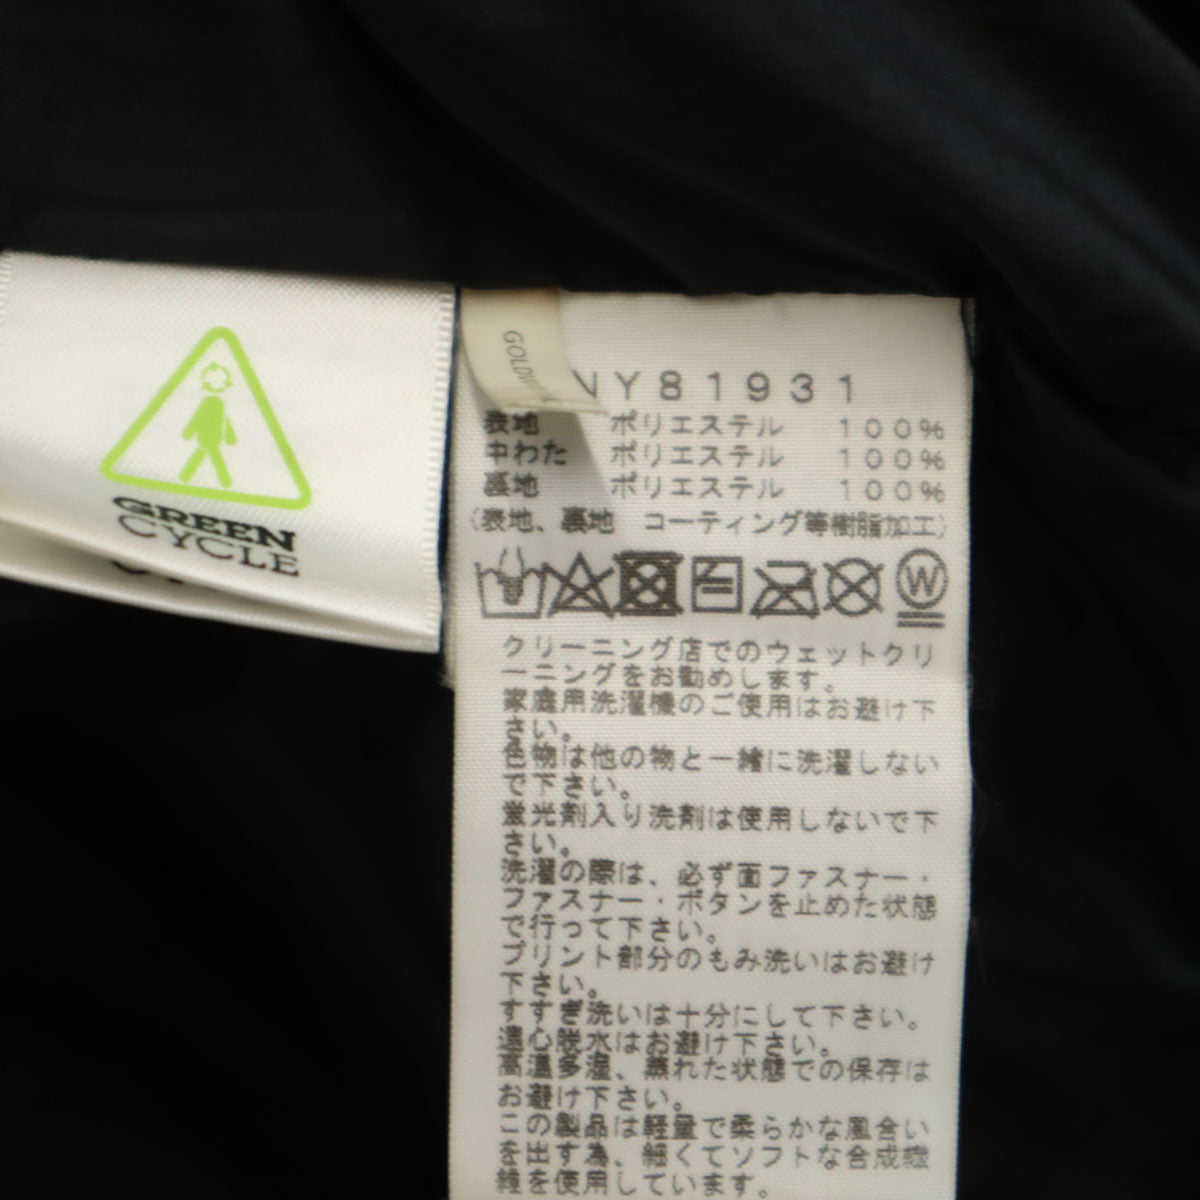 GREEN
CYCLE
GOLDW
NY81931
表地 ポリエステル 100%
中わた ポリエステル 100%
裏地 ポリエステル 100%
(表地、裏地 コーティング等樹脂加工)
W
クリーニング店でのウェットクリ
ーニングをお勧めします。
家庭用洗濯機のご使用はお避け下
さい。
色物は他の物と一緒に洗濯しない
で下さい。
蛍光剤入り洗剤は使用しないで下
さい。
洗濯の際は、必ず面ファスナー・
ファスナー・ボタンを止めた状態
で行って下さい。
プリント部分のもみ洗いはお避け
下さい。
すすぎ洗いは十分にして下さい。
遠心脱水はお避け下さい。
高温多湿、蒸れた状態での保存は
お避け下さい。
この製品は軽量で柔らかな風合い
を出す為、細くてソフトな合成繊
維を使用しています。